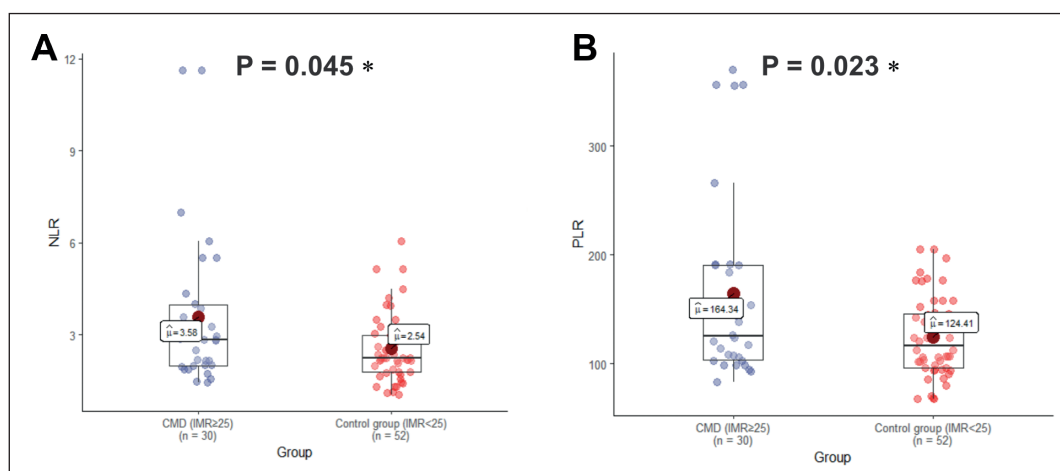 A
P = 0.045 *
12
9
6
3
NLR
μ̂=3.58
μ̂=2.54
CMD (IMR≥25)
(n = 30)
Control group (IMR<25)
(n = 52)
Group
B
P = 0.023 *
300
200
100
PLR
μ̂=164.34
μ̂=124.41
CMD (IMR≥25)
(n = 30)
Control group (IMR<25)
(n = 52)
Group